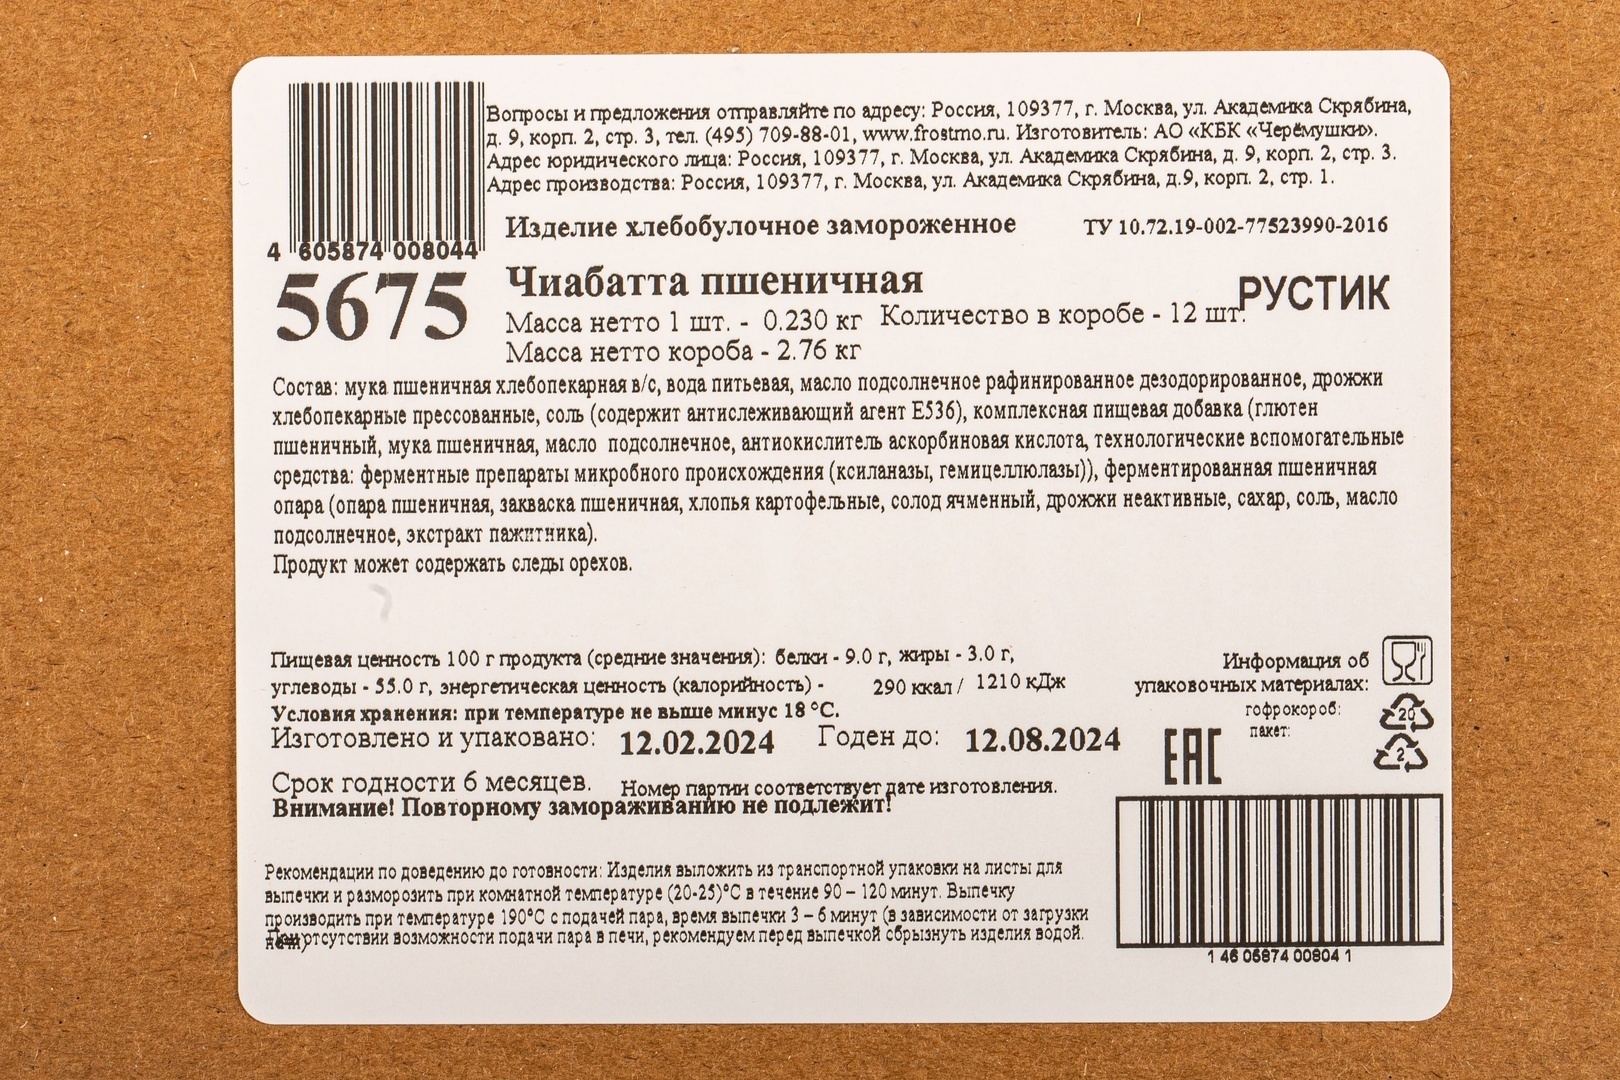 Вопросы и предложения отправляйте по адресу: Россия, 109377, г. Москва, ул. Академика Скрябина,
д. 9, корп. 2, стр. 3, тел. (495) 709-88-01, www.frostmo.ru. Изготовитель: АО «КБК «Черёмушки».
Адрес юридического лица: Россия, 109377, г. Москва, ул. Академика Скрябина, д. 9, корп. 2, стр. 3.
Адрес производства: Россия, 109377, г. Москва, ул. Академика Скрябина, д.9, корп. 2, стр. 1.
4 605874 008044
Изделие хлебобулочное замороженное ТУ 10.72.19-002-77523990-2016
5675
Чиабатта пшеничная РУСТИК
Масса нетто 1 шт. - 0.230 кг Количество в коробе - 12 шт.
Масса нетто короба - 2.76 кг
Состав: мука пшеничная хлебопекарная в/с, вода питьевая, масло подсолнечное рафинированное дезодорированное, дрожжи
хлебопекарные прессованные, соль (содержит антислеживающий агент Е536), комплексная пищевая добавка (глютен
пшеничный, мука пшеничная, масло подсолнечное, антиокислитель аскорбиновая кислота, технологические вспомогательные
средства: ферментные препараты микробного происхождения (ксиланазы, гемицеллюлазы)), ферментированная пшеничная
опара (опара пшеничная, закваска пшеничная, хлопья картофельные, солод ячменный, дрожжи неактивные, сахар, соль, масло
подсолнечное, экстракт пажитника).
Продукт может содержать следы орехов.
Пищевая ценность 100 г продукта (средние значения): белки - 9.0 г, жиры - 3.0 г,
углеводы - 55.0 г, энергетическая ценность (калорийность) - 290 ккал / 1210 кДж
Условия хранения: при температуре не выше минус 18 °С.
Изготовлено и упаковано: 12.02.2024 Годен до: 12.08.2024
Срок годности 6 месяцев. Номер партии соответствует дате изготовления.
Внимание! Повторному замораживанию не подлежит!
Информация об
упаковочных материалах:
гофрокороб: 20
пакет: 2
ЕАС
Рекомендации по доведению до готовности: Изделия выложить из транспортной упаковки на листы для
выпечки и разморозить при комнатной температуре (20-25)°С в течение 90 – 120 минут. Выпечку
производить при температуре 190°С с подачей пара, время выпечки 3 – 6 минут (в зависимости от загрузки
При отсутствии возможности подачи пара в печи, рекомендуем перед выпечкой сбрызнуть изделия водой.
1 46 05874 00804 1